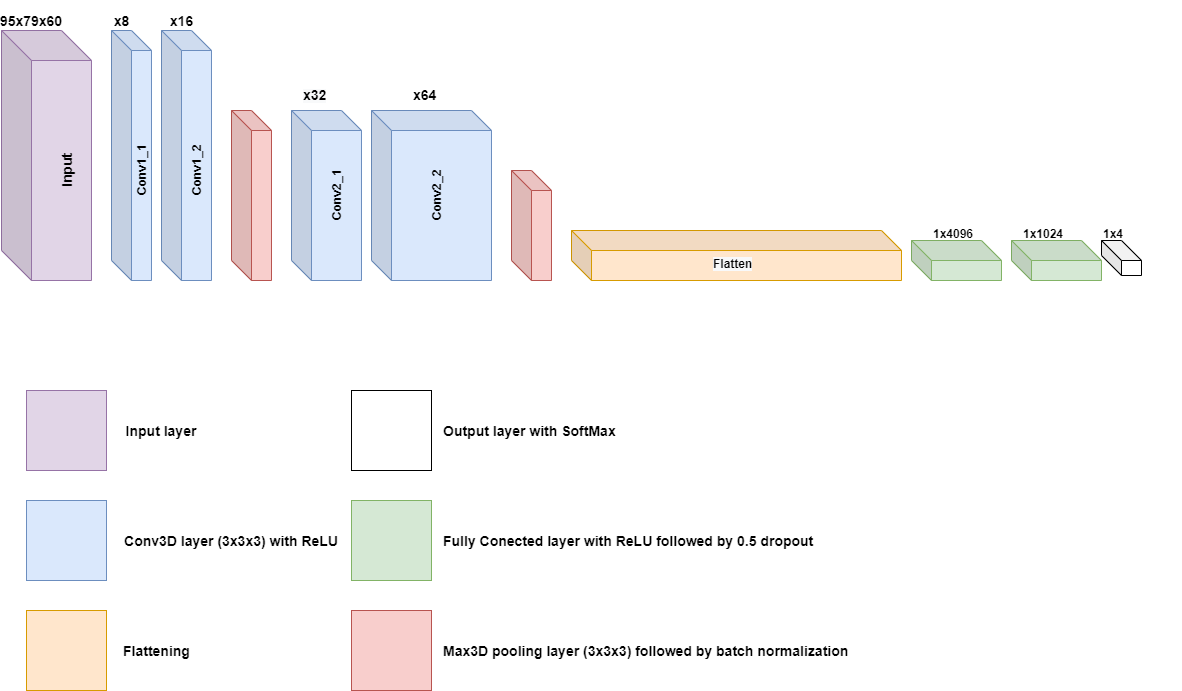 95x79x60
x8
x16
Input
Conv1_1
Conv1_2
x32
x64
Conv2_1
Conv2_2
Flatten
1x4096
1x1024
1x4
Input layer
Output layer with SoftMax
Conv3D layer (3x3x3) with ReLU
Fully Conected layer with ReLU followed by 0.5 dropout
Flattening
Max3D pooling layer (3x3x3) followed by batch normalization